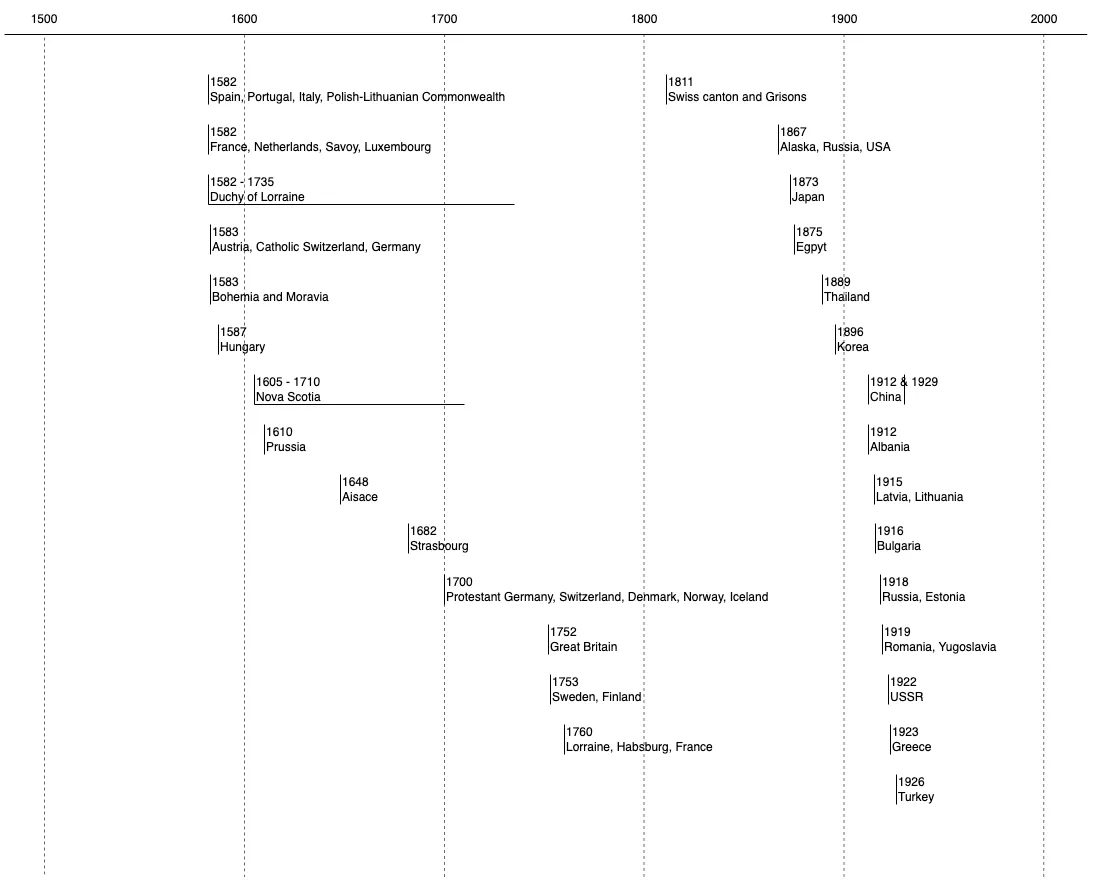 1500 1600 1700 1800 1900 2000
1582
Spain, Portugal, Italy, Polish-Lithuanian Commonwealth
1582
France, Netherlands, Savoy, Luxembourg
1582 - 1735
Duchy of Lorraine
1583
Austria, Catholic Switzerland, Germany
1583
Bohemia and Moravia
1587
Hungary
1605 - 1710
Nova Scotia
1610
Prussia
1648
Aisace
1682
Strasbourg
1700
Protestant Germany, Switzerland, Denmark, Norway, Iceland
1752
Great Britain
1753
Sweden, Finland
1760
Lorraine, Habsburg, France
1811
Swiss canton and Grisons
1867
Alaska, Russia, USA
1873
Japan
1875
Egpyt
1889
Thailand
1896
Korea
1912 & 1929
China
1912
Albania
1915
Latvia, Lithuania
1916
Bulgaria
1918
Russia, Estonia
1919
Romania, Yugoslavia
1922
USSR
1923
Greece
1926
Turkey